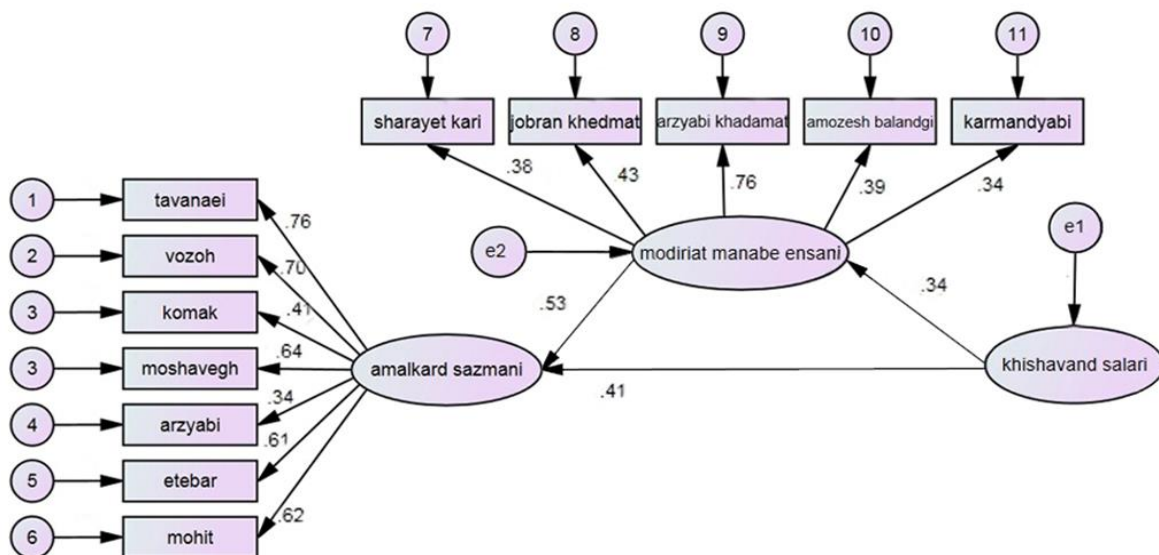 7 8 9 10 11
sharayet kari jobran khedmat arzyabi khadamat amozesh balandgi karmandyabi
.38 .43 .76 .39 .34
1 tavanaei
.76
2 vozoh
.70
3 komak
.41
3 moshavegh
.64
4 arzyabi
.34
5 etebar
.61
6 mohit
.62
e2 modiriat manabe ensani
e1
.34
.53
amalkard sazmani
khishavand salari
.41